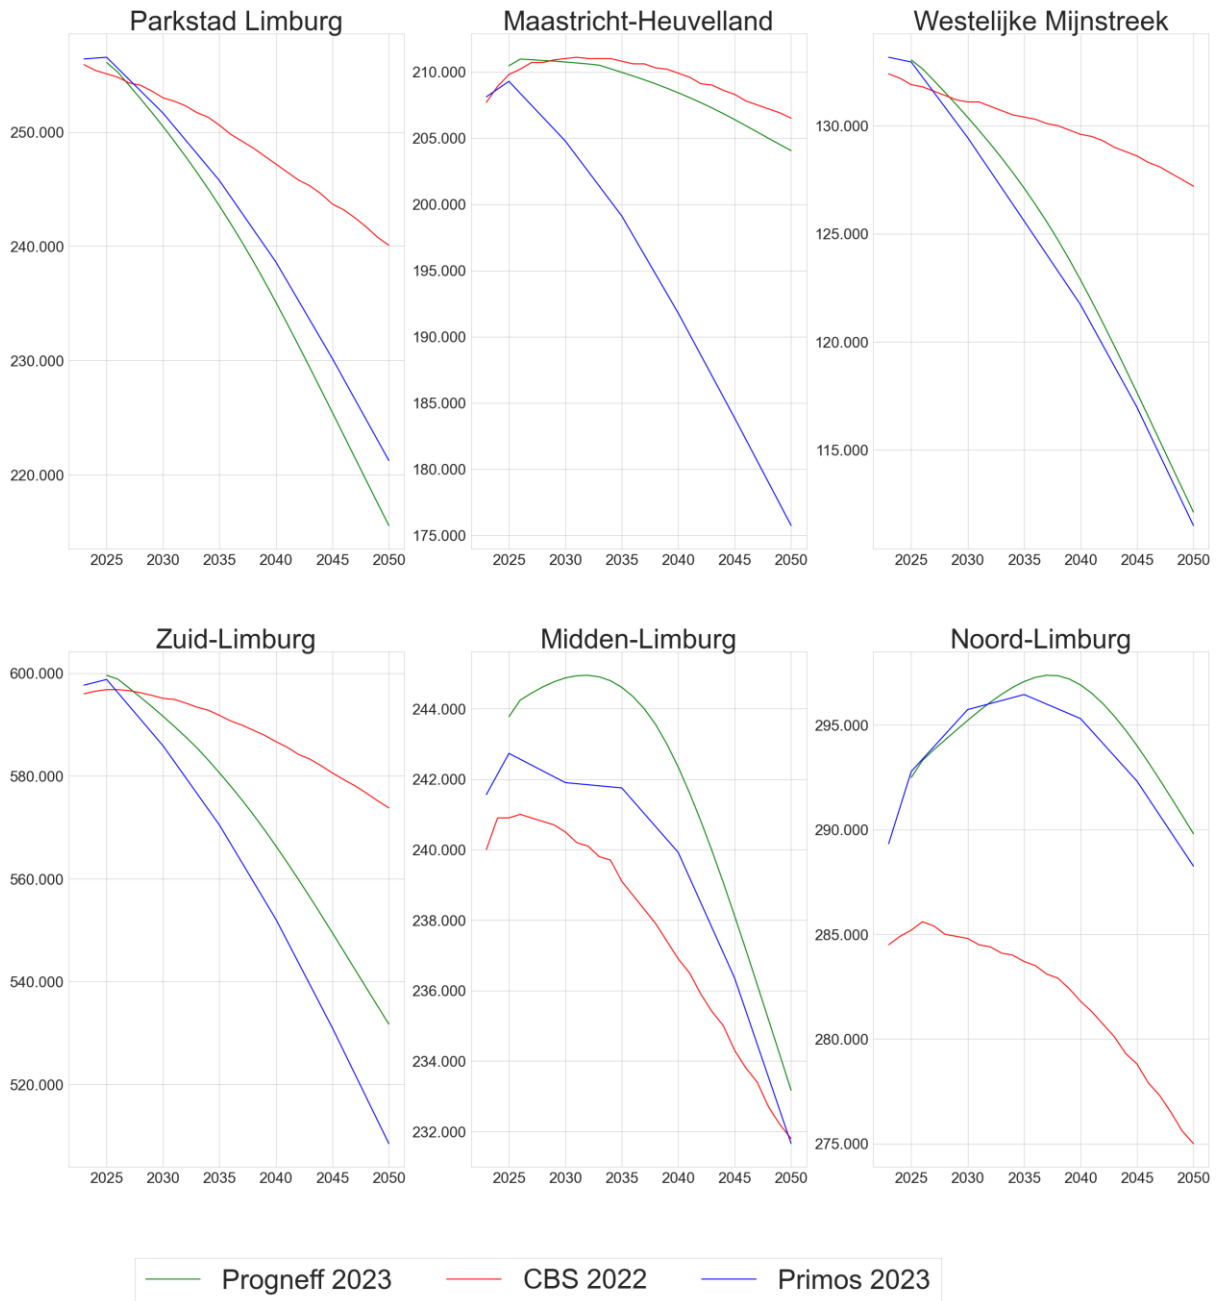 Parkstad Limburg
Maastricht-Heuvelland
Westelijke Mijnstreek
250.000
240.000
230.000
220.000
2025 2030 2035 2040 2045 2050
210.000
205.000
200.000
195.000
190.000
185.000
180.000
175.000
2025 2030 2035 2040 2045 2050
130.000
125.000
120.000
115.000
2025 2030 2035 2040 2045 2050
Zuid-Limburg
Midden-Limburg
Noord-Limburg
600.000
580.000
560.000
540.000
520.000
2025 2030 2035 2040 2045 2050
244.000
242.000
240.000
238.000
236.000
234.000
232.000
2025 2030 2035 2040 2045 2050
295.000
290.000
285.000
280.000
275.000
2025 2030 2035 2040 2045 2050
Progneff 2023
CBS 2022
Primos 2023